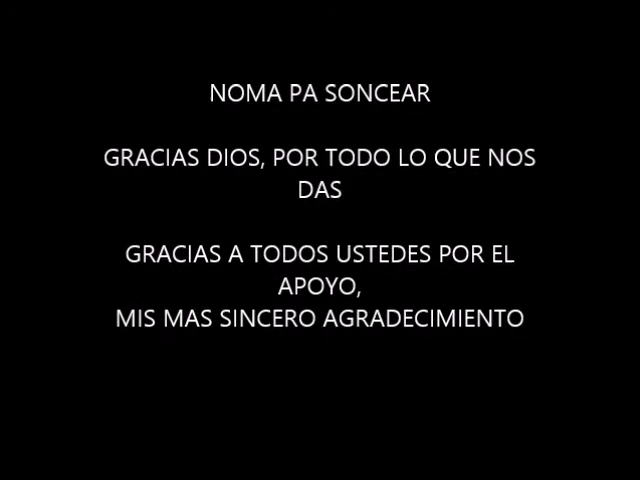 NOMA PA SONCEAR
GRACIAS DIOS, POR TODO LO QUE NOS
DAS
GRACIAS A TODOS USTEDES POR EL
APOYO,
MIS MAS SINCERO AGRADECIMIENTO